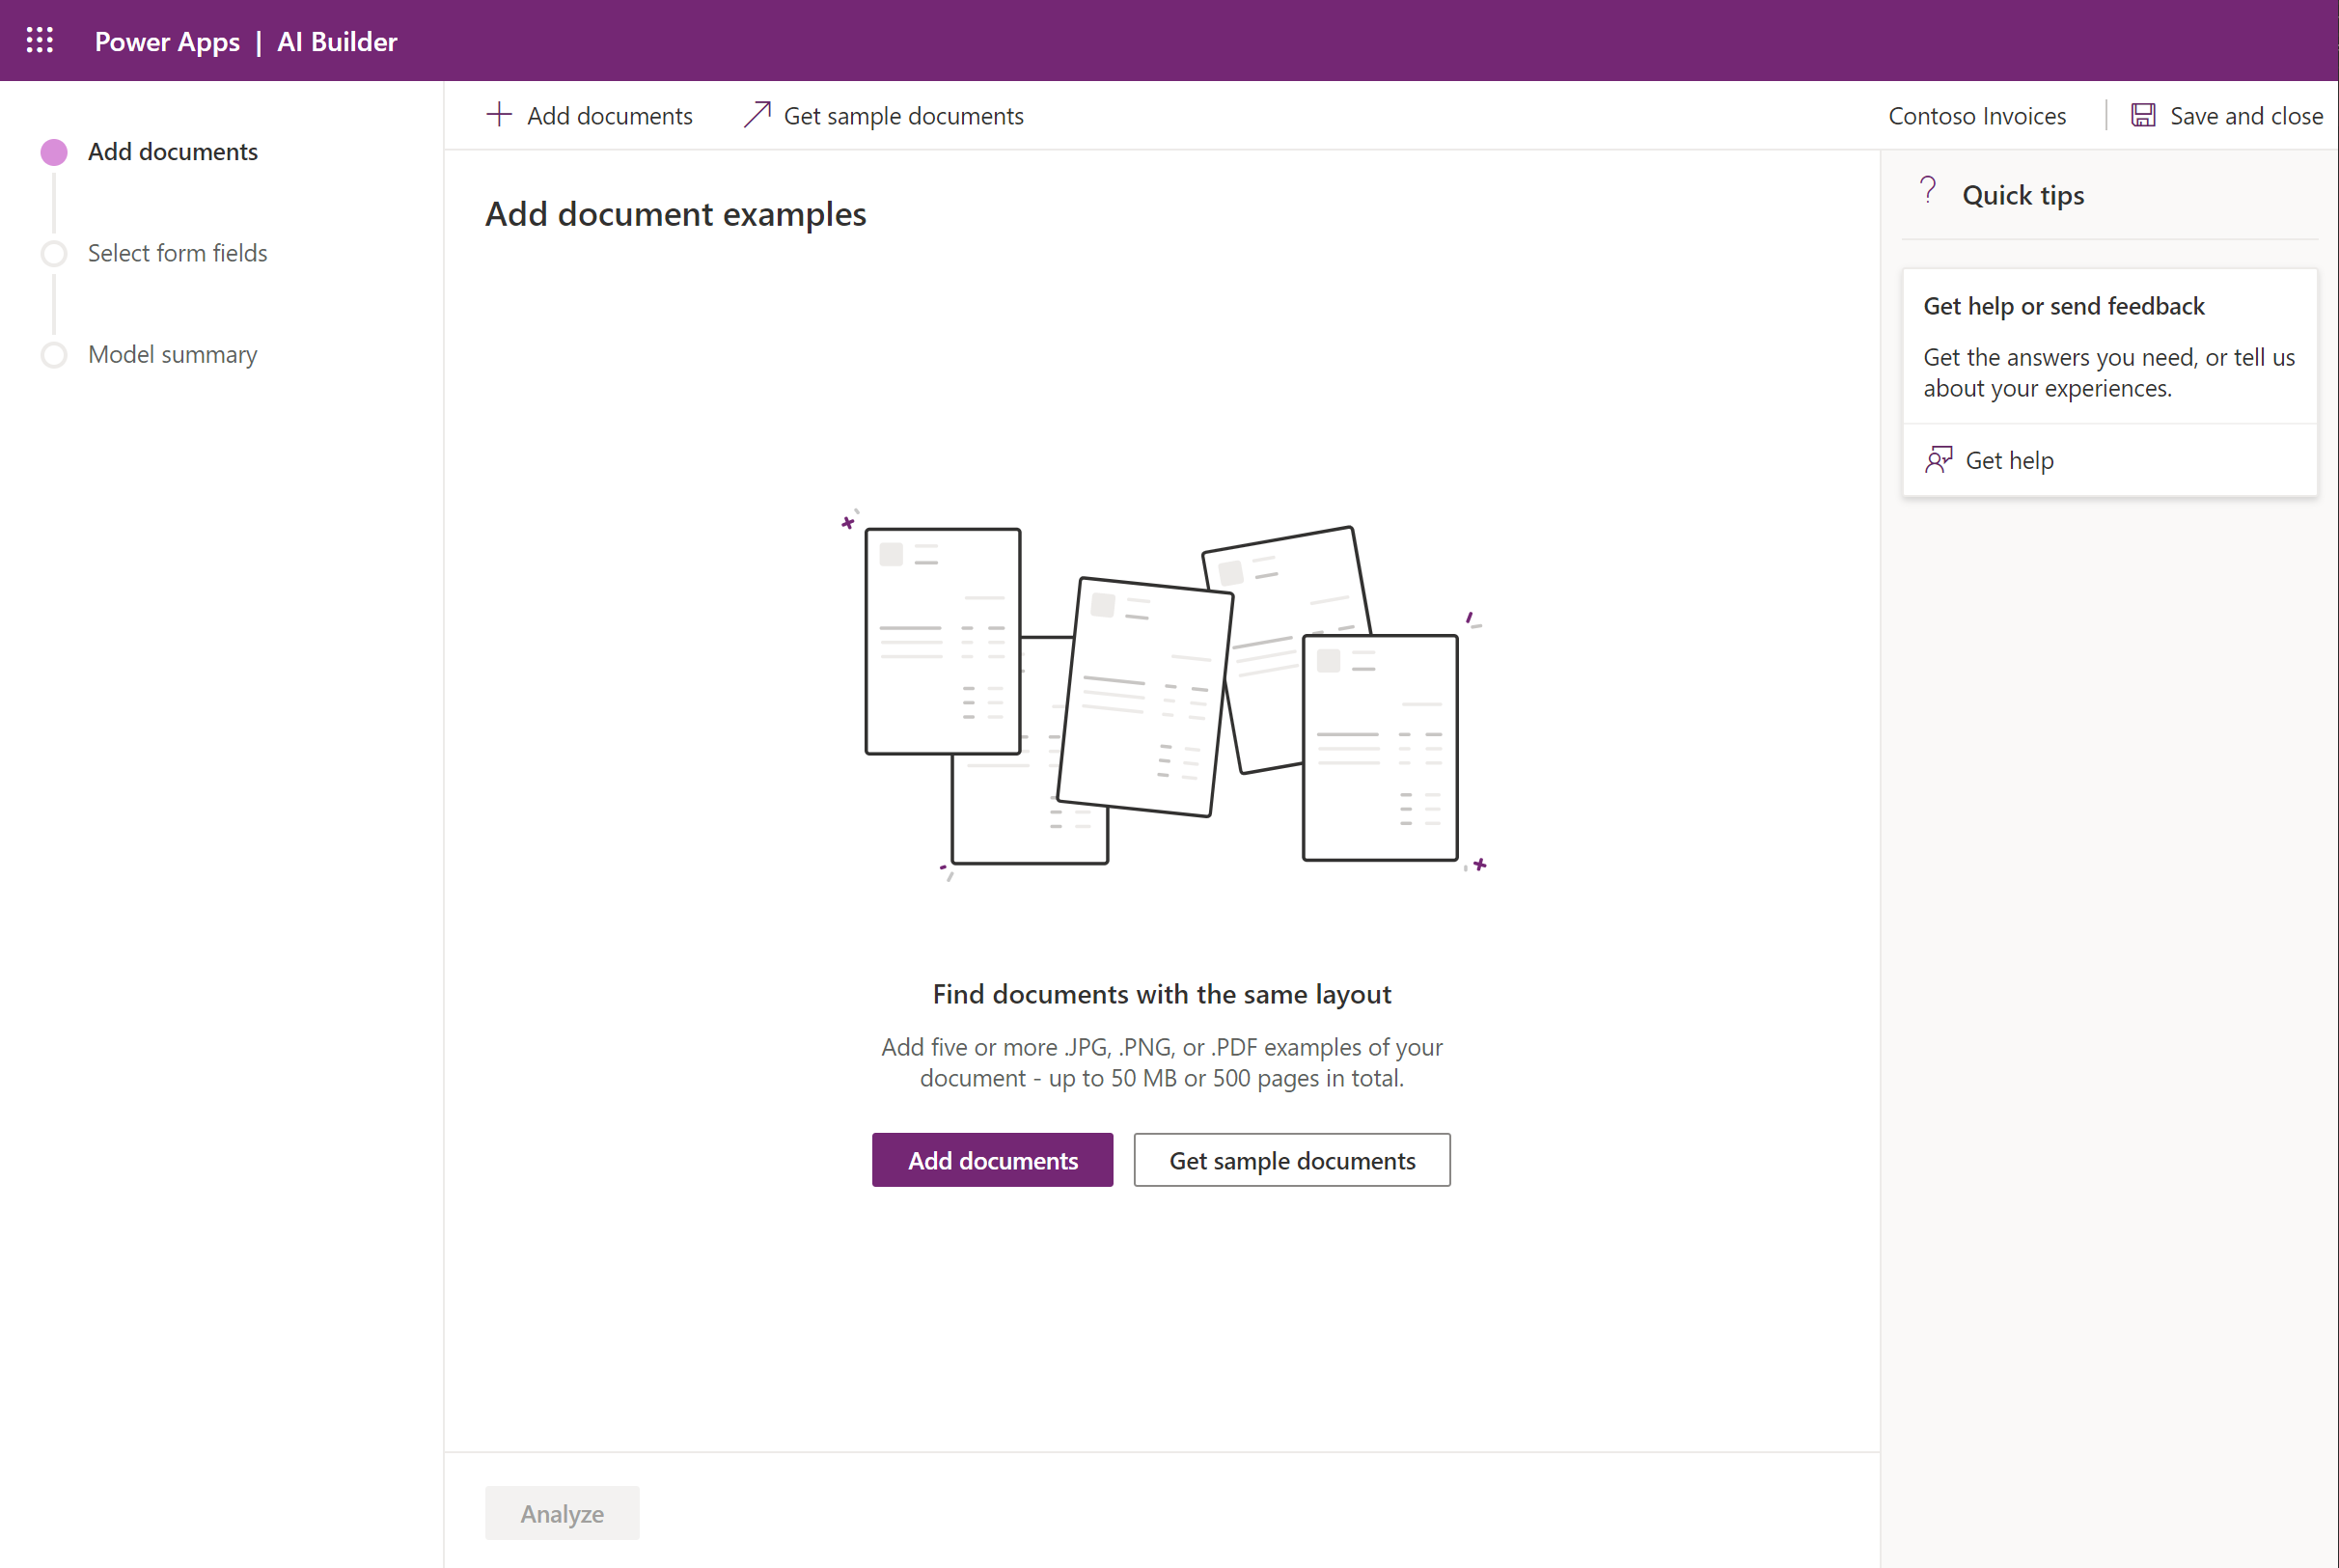 Power Apps | AI Builder
Add documents
Select form fields
Model summary
Add documents
Get sample documents
Contoso Invoices
Save and close
Add document examples
Find documents with the same layout
Add five or more .JPG, .PNG, or .PDF examples of your
document - up to 50 MB or 500 pages in total.
Add documents
Get sample documents
Analyze
Quick tips
Get help or send feedback
Get the answers you need, or tell us
about your experiences.
Get help